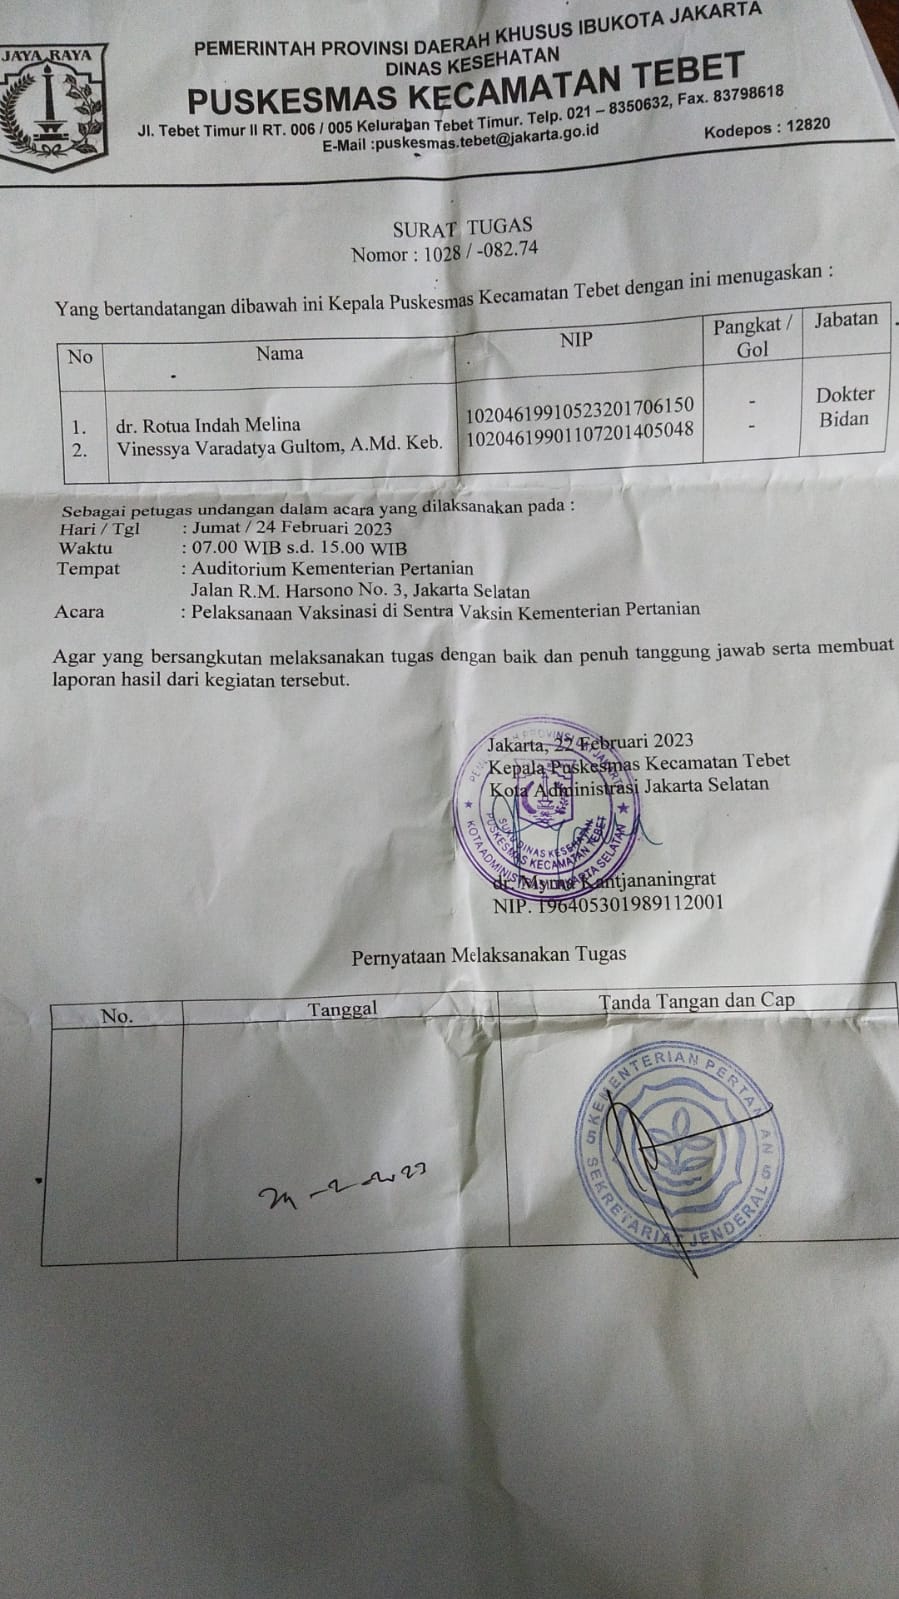 JAYA RAYA
PEMERINTAH PROVINSI DAERAH KHUSUS IBUKOTA JAKARTA
DINAS KESEHATAN
PUSKESMAS KECAMATAN TEBET
Jl. Tebet Timur II RT. 006 / 005 Kelurahan Tebet Timur. Telp. 021 – 8350632, Fax. 83798618
E-Mail :puskesmas.tebet@jakarta.go.id Kodepos : 12820
SURAT TUGAS
Nomor : 1028 / -082.74
Yang bertandatangan dibawah ini Kepala Puskesmas Kecamatan Tebet dengan ini menugaskan :
No Nama NIP Pangkat / Gol Jabatan
1. dr. Rotua Indah Melina 10204619910523201706150 - Dokter
2. Vinessya Varadatya Gultom, A.Md. Keb. 10204619901107201405048 - Bidan
Sebagai petugas undangan dalam acara yang dilaksanakan pada :
Hari / Tgl : Jumat / 24 Februari 2023
Waktu : 07.00 WIB s.d. 15.00 WIB
Tempat : Auditorium Kementerian Pertanian
Jalan R.M. Harsono No. 3, Jakarta Selatan
Acara : Pelaksanaan Vaksinasi di Sentra Vaksin Kementerian Pertanian
Agar yang bersangkutan melaksanakan tugas dengan baik dan penuh tanggung jawab serta membuat
laporan hasil dari kegiatan tersebut.
Jakarta, 22 Februari 2023
Kepala Puskesmas Kecamatan Tebet
Kota Administrasi Jakarta Selatan
SUKU DINAS KESEHATAN
PUSKESMAS KECAMATAN TEBET
KOTA ADMINISTRASI JAKARTA SELATAN
dr. Myrna Kantjananingrat
NIP. 196405301989112001
Pernyataan Melaksanakan Tugas
No. Tanggal Tanda Tangan dan Cap
KEMENTERIAN PERTANIAN
SEKRETARIAT JENDERAL
24-2-2023